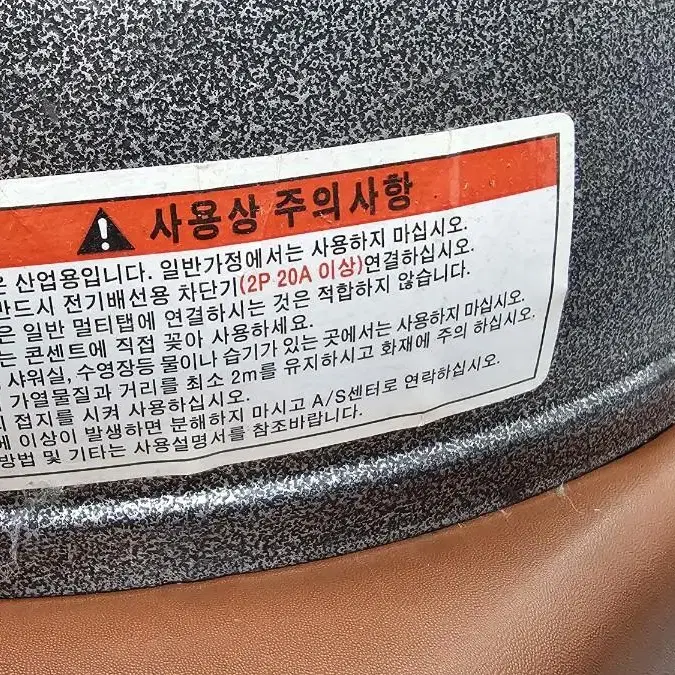 사용상 주의사항
은 산업용입니다. 일반가정에서는 사용하지 마십시오.
반드시 전기배선용 차단기(2P 20A 이상)연결하십시오.
은 일반 멀티탭에 연결하시는 것은 적합하지 않습니다.
는 콘센트에 직접 꽂아 사용하세요.
샤워실, 수영장등 물이나 습기가 있는 곳에서는 사용하지 마십시오.
가열물질과 거리를 최소 2m를 유지하시고 화재에 주의 하십시오.
접지를 시켜 사용하십시오.
이상이 발생하면 분해하지 마시고 A/S센터로 연락하십시오.
방법 및 기타는 사용설명서를 참조바랍니다.